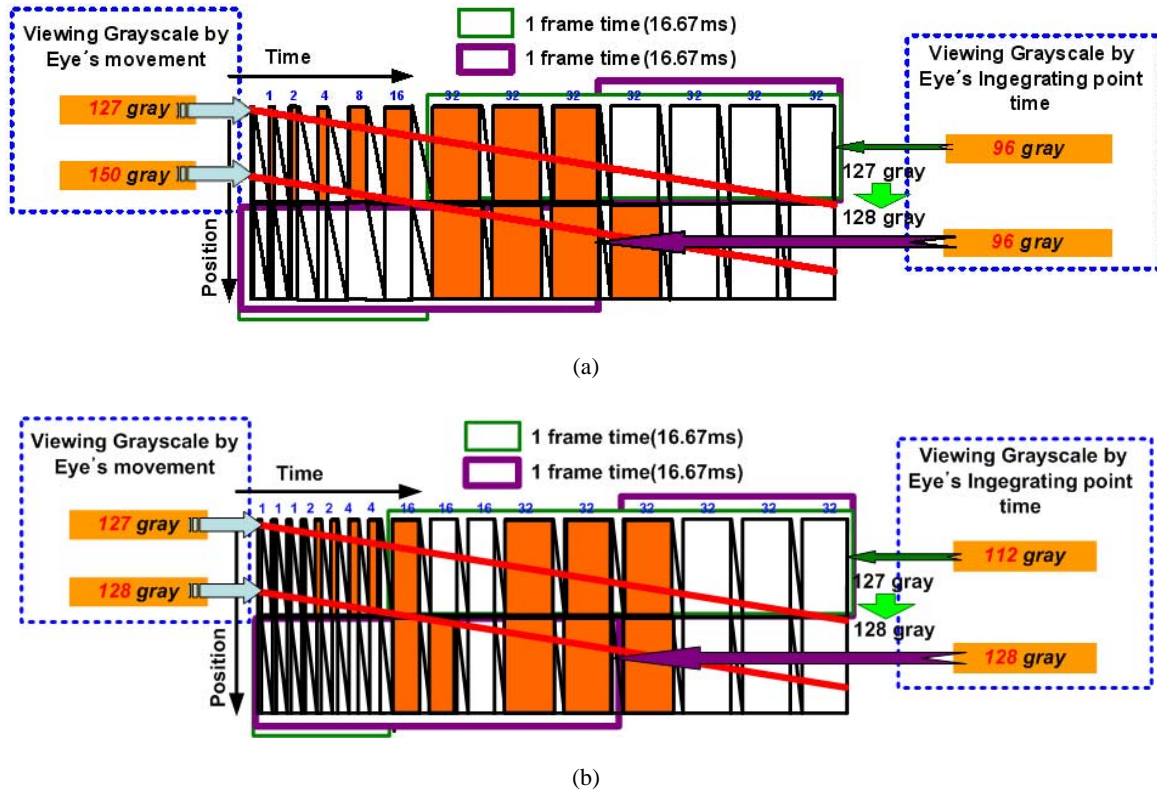 Viewing Grayscale by
Eye´s movement
127 gray
150 gray
Time
Position
1 frame time(16.67ms)
1 frame time(16.67ms)
1 2 4 8 16 32 32 32 32 32 32 32
127 gray
128 gray
Viewing Grayscale by
Eye´s Ingegrating point
time
96 gray
96 gray
(a)
Viewing Grayscale by
Eye´s movement
127 gray
128 gray
Time
Position
1 frame time(16.67ms)
1 frame time(16.67ms)
1 1 1 2 2 4 4 16 16 16 32 32 32 32 32 32
127 gray
128 gray
Viewing Grayscale by
Eye´s Ingegrating point
time
112 gray
128 gray
(b)